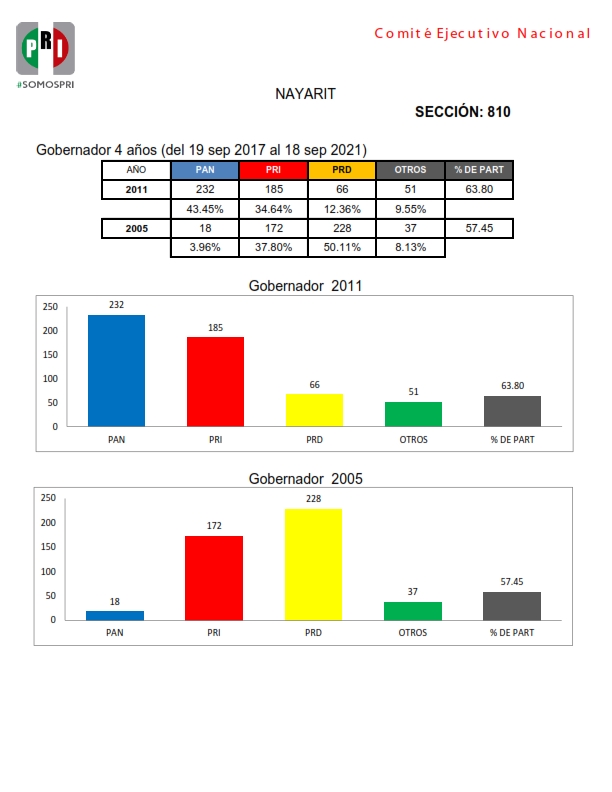 PRI
#SOMOSPRI
Comité Ejecutivo Nacional
NAYARIT
SECCIÓN: 810
Gobernador 4 años (del 19 sep 2017 al 18 sep 2021)
AÑO PAN PRI PRD OTROS % DE PART
2011 232 185 66 51 63.80
43.45% 34.64% 12.36% 9.55%
2005 18 172 228 37 57.45
3.96% 37.80% 50.11% 8.13%
Gobernador 2011
250
200
150
100
50
0
232
185
66
51
63.80
PAN PRI PRD OTROS % DE PART
Gobernador 2005
250
200
150
100
50
0
18
172
228
37
57.45
PAN PRI PRD OTROS % DE PART